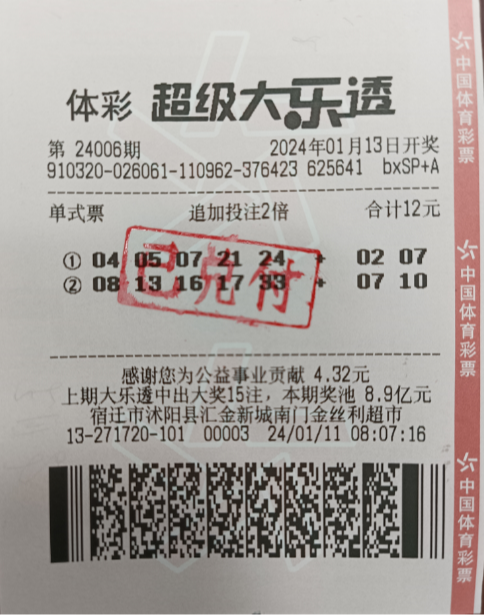 体彩 超级大乐透
第 24006期 2024年01月13日开奖
910320-026061-110962-376423 625641 bxSP+A
单式票 追加投注2倍 合计12元
① 04 05 07 21 24 + 02 07
② 08 13 16 17 33 + 07 10
已兑付
感谢您为公益事业贡献 4.32元
上期大乐透中出大奖15注，本期奖池 8.9亿元
宿迁市沭阳县汇金新城南门金丝利超市
13-271720-101 00003 24/01/11 08:07:16
中国体育彩票
中国体育彩票
中国体育彩票